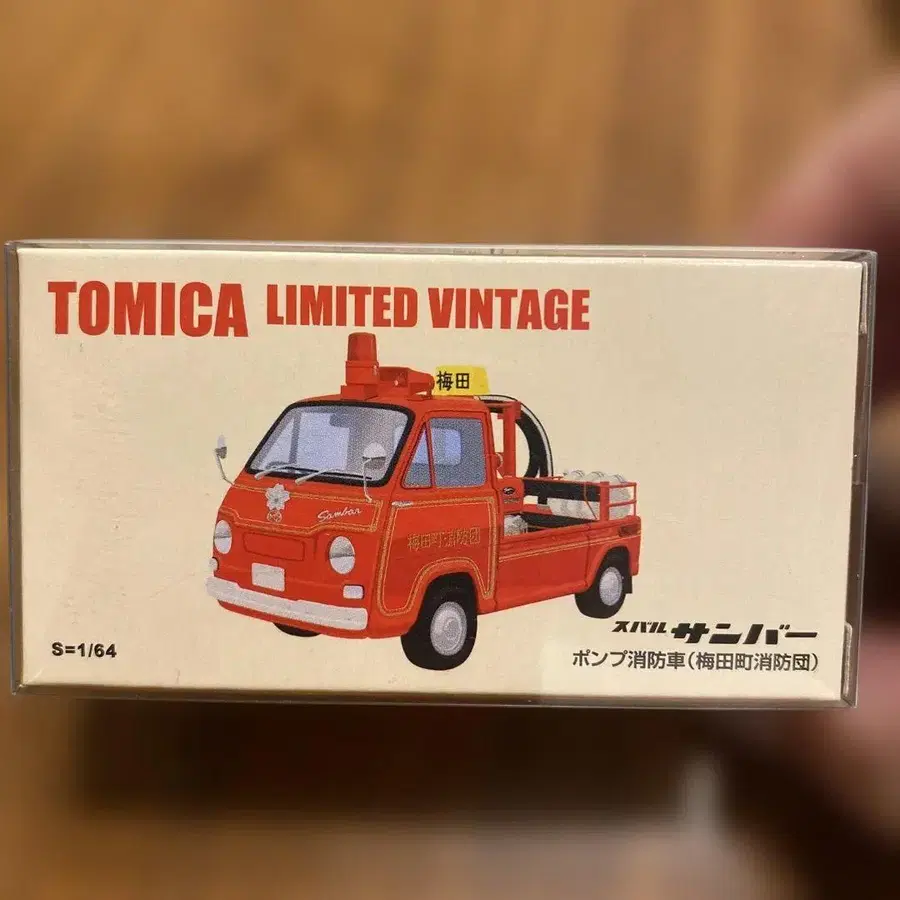 TOMICA LIMITED VINTAGE
梅田
Sambar
梅田町消防団
スバル サンバー
S=1/64
ポンプ消防車(梅田町消防団)